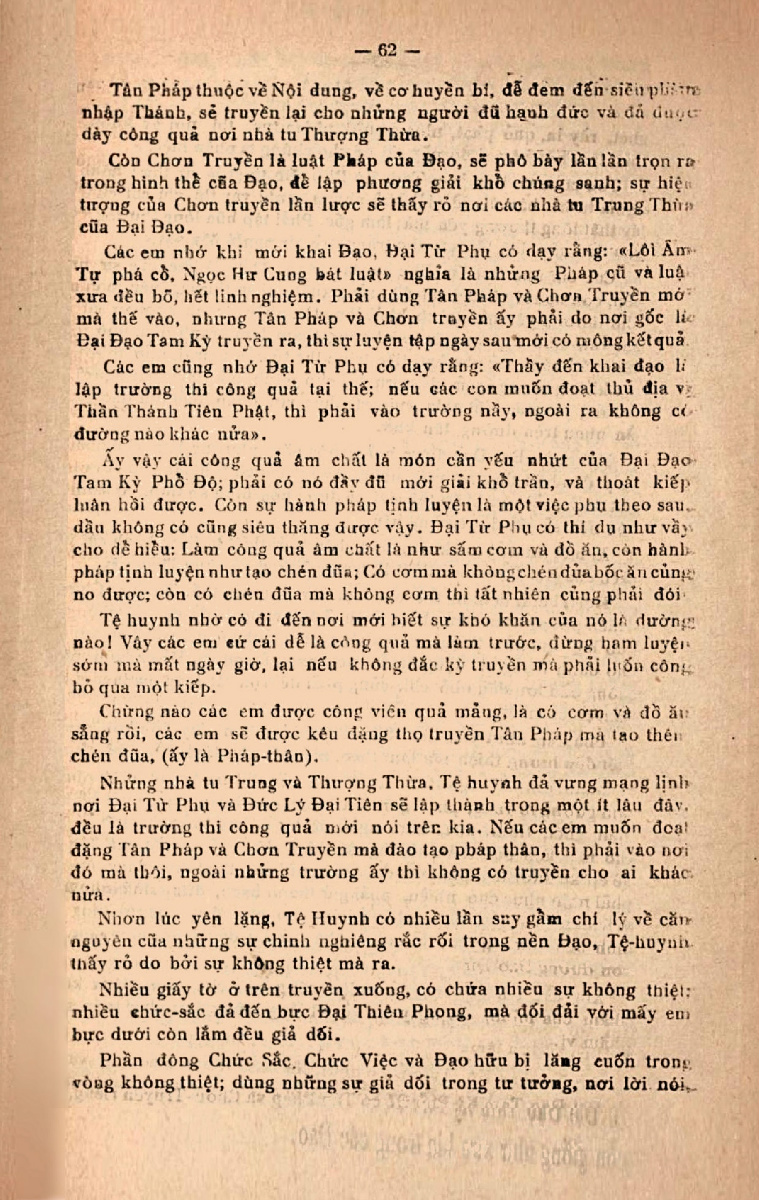 — 62 —
Tân Pháp thuộc về Nội dung, về cơ huyền bí, để đem đến siêu phàm
nhập Thánh, sẻ truyền lại cho những người đũ hạnh đức và đả được
dày công quả nơi nhà tu Thượng Thừa.
Còn Chơn Truyền là luật Pháp của Đạo, sẽ phô bày lần lần trọn ra
trong hình thể cũa Đạo, để lập phương giải khổ chúng sanh; sự hiện
tượng của Chơn truyền lần lược sẽ thấy rỏ nơi các nhà tu Trung Thừa
cũa Đại Đạo.
Các em nhớ khi mới khai Đạo, Đại Từ Phụ có dạy rằng: «Lôi Âm
Tự phá cổ, Ngọc Hư Cung bát luật» nghĩa là những Pháp cũ và luật
xưa đều bỏ, hết linh nghiệm. Phải dùng Tân Pháp và Chơn Truyền mới
mà thế vào, nhưng Tân Pháp và Chơn truyền ấy phải do nơi gốc là
Đại Đạo Tam Kỳ truyền ra, thì sự luyện tập ngày sau mới có mòng kết quả
Các em cũng nhớ Đại Từ Phụ có dạy rằng: «Thầy đến khai đạo là
lập trường thi công quả tại thế; nếu các con muốn đoạt thủ địa vị
Thần Thánh Tiên Phật, thì phải vào trường nầy, ngoài ra không có
đường nào khác nửa».
Ấy vậy cái công quả âm chất là món cần yếu nhứt của Đại Đạo
Tam Kỳ Phổ Độ; phải có nó đầy đũ mới giải khổ trần, và thoát kiếp
luân hồi được. Còn sự hành pháp tịnh luyện là một việc phụ theo sau,
dầu không có cũng siêu thăng được vậy. Đại Từ Phụ có thí dụ như vầy
cho dể hiểu: Làm công quả âm chất là như sấm cơm và đồ ăn, còn hành
pháp tịnh luyện như tạo chén đũa; Có cơm mà không chén đủa bốc ăn củng
no được; còn có chén đũa mà không cơm thì tất nhiên củng phải đói
Tệ huynh nhờ có đi đến nơi mới biết sự khó khăn của nó là dường
nào! Vậy các em cứ cái dể là công quả mà làm trước, đừng ham luyện
sớm mà mất ngày giờ, lại nếu không đắc kỳ truyền mà phải luốn công
bỏ qua một kiếp.
Chừng nào các em được công viên quả mảng, là có cơm và đồ ăn
sẳng rồi, các em sẽ được kêu đặng thọ truyền Tân Pháp mà tạo thêm
chén đũa, (ấy là Pháp-thân).
Những nhà tu Trung và Thượng Thừa, Tệ huynh đả vưng mạng lịnh
nơi Đại Từ Phụ và Đức Lý Đại Tiên sẽ lập thành trong một ít lâu đây,
đều là trường thi công quả mới nói trên kia. Nếu các em muốn đoạt
đặng Tân Pháp và Chơn Truyền mà đào tạo pháp thân, thì phải vào nơi
đó mà thôi, ngoài những trường ấy thì không có truyền cho ai khác
nửa.
Nhơn lúc yên lặng, Tệ Huynh có nhiều lần suy gẫm chí lý về căn
nguyên của những sự chinh nghiêng rắc rối trong nền Đạo, Tệ-huynh
thấy rỏ do bởi sự không thiệt mà ra.
Nhiều giấy tờ ở trên truyền xuống, có chứa nhiều sự không thiệt;
nhiều chức-sắc đả đến bực Đại Thiên Phong, mà đối đải với mấy em
bực dưới còn lắm đều giả dối.
Phần đông Chức Sắc, Chức Việc và Đạo hữu bị lăng cuốn trong
vòng không thiệt; dùng những sự giả dối trong tư tưởng, nơi lời nói,